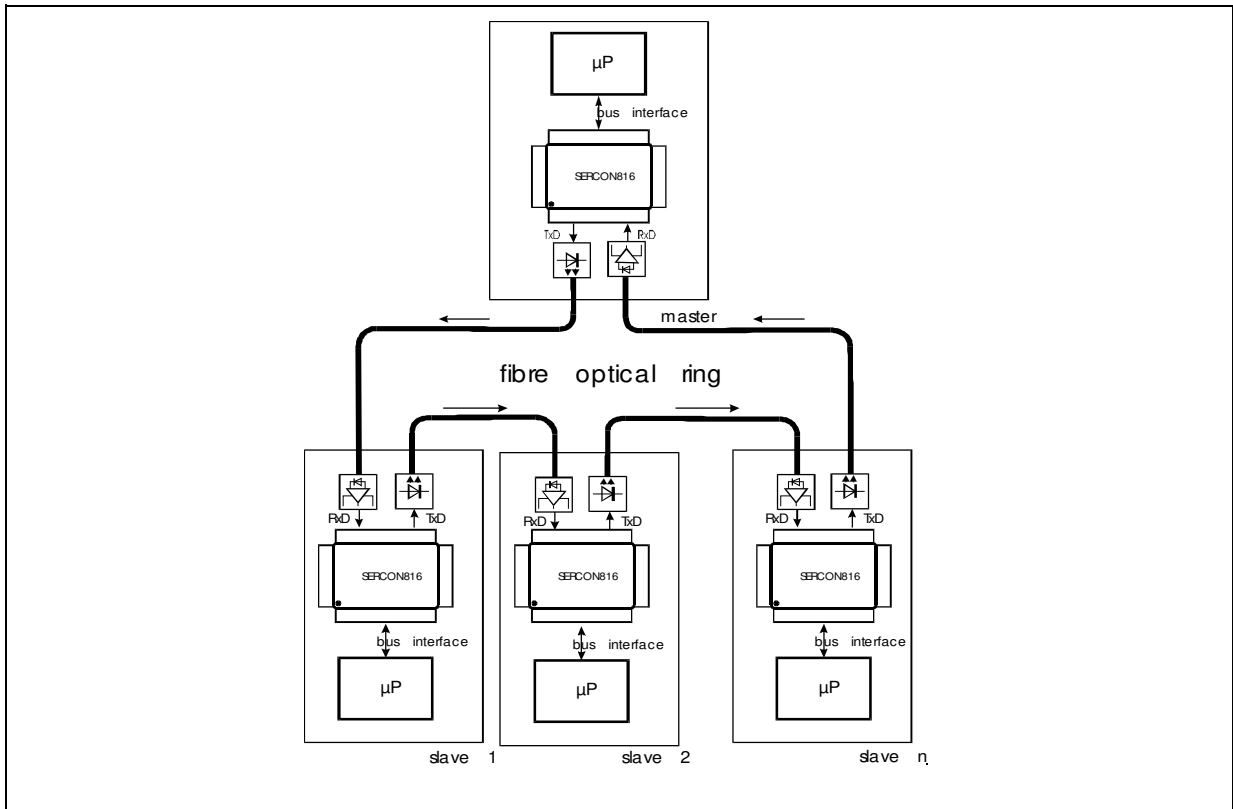 µP
bus interface
SERCON816
TxD
RxD
master
fibre optical ring
RxD
TxD
RxD
TxD
RxD
TxD
SERCON816
SERCON816
SERCON816
bus interface
bus interface
bus interface
µP
µP
µP
slave 1
slave 2
slave n